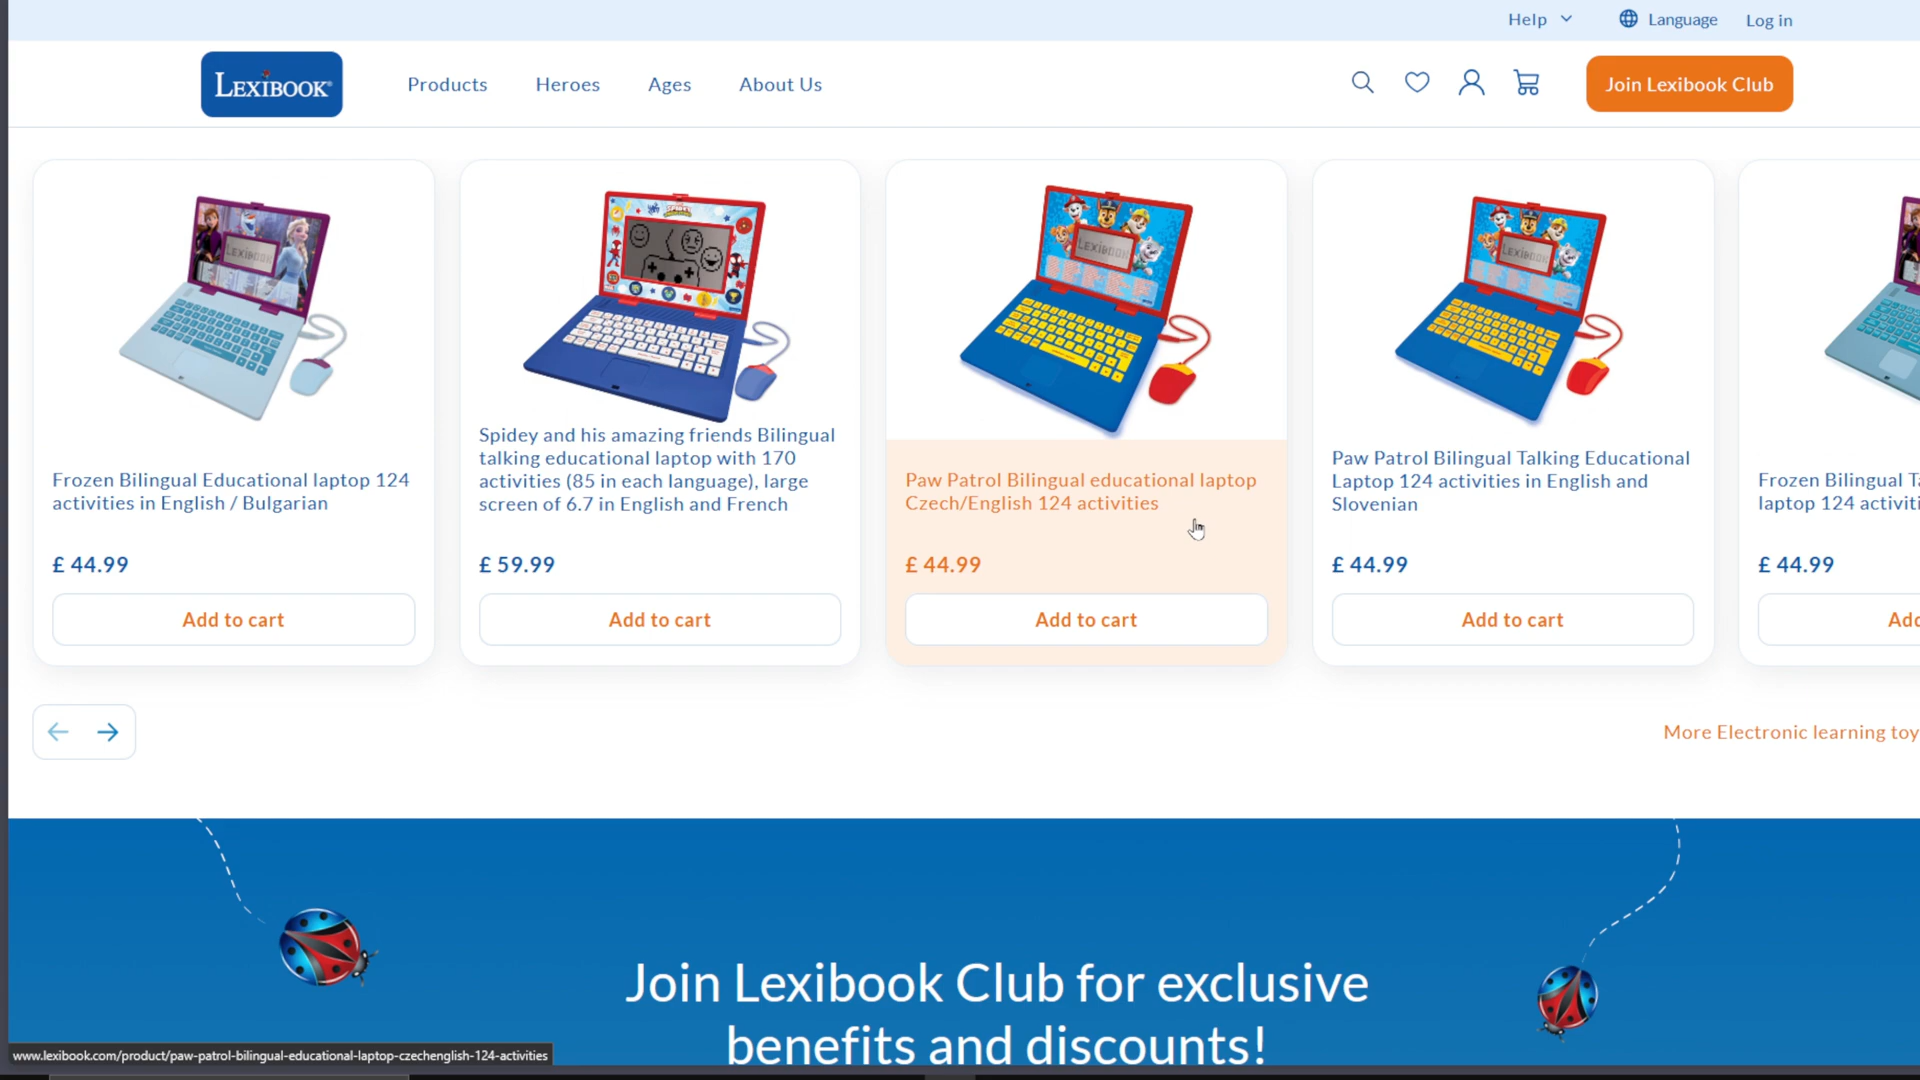 Help
Language
Log in
LEXIBOOK
Products
Heroes
Ages
About Us
Join Lexibook Club
Frozen Bilingual Educational laptop 124
activities in English / Bulgarian
£ 44.99
Add to cart
Spidey and his amazing friends Bilingual
talking educational laptop with 170
activities (85 in each language), large
screen of 6.7 in English and French
£ 59.99
Add to cart
LEXIBOOK
Paw Patrol Bilingual educational laptop
Czech/English 124 activities
£ 44.99
Add to cart
LEXIBOOK
Paw Patrol Bilingual Talking Educational
Laptop 124 activities in English and
Slovenian
£ 44.99
Add to cart
Frozen Bilingual
laptop 124
£ 44.99
More Electronic learning toy
Join Lexibook Club for exclusive
benefits and discounts!
www.lexibook.com/product/paw-patrol-bilingual-educational-laptop-czechenglish-124-activities